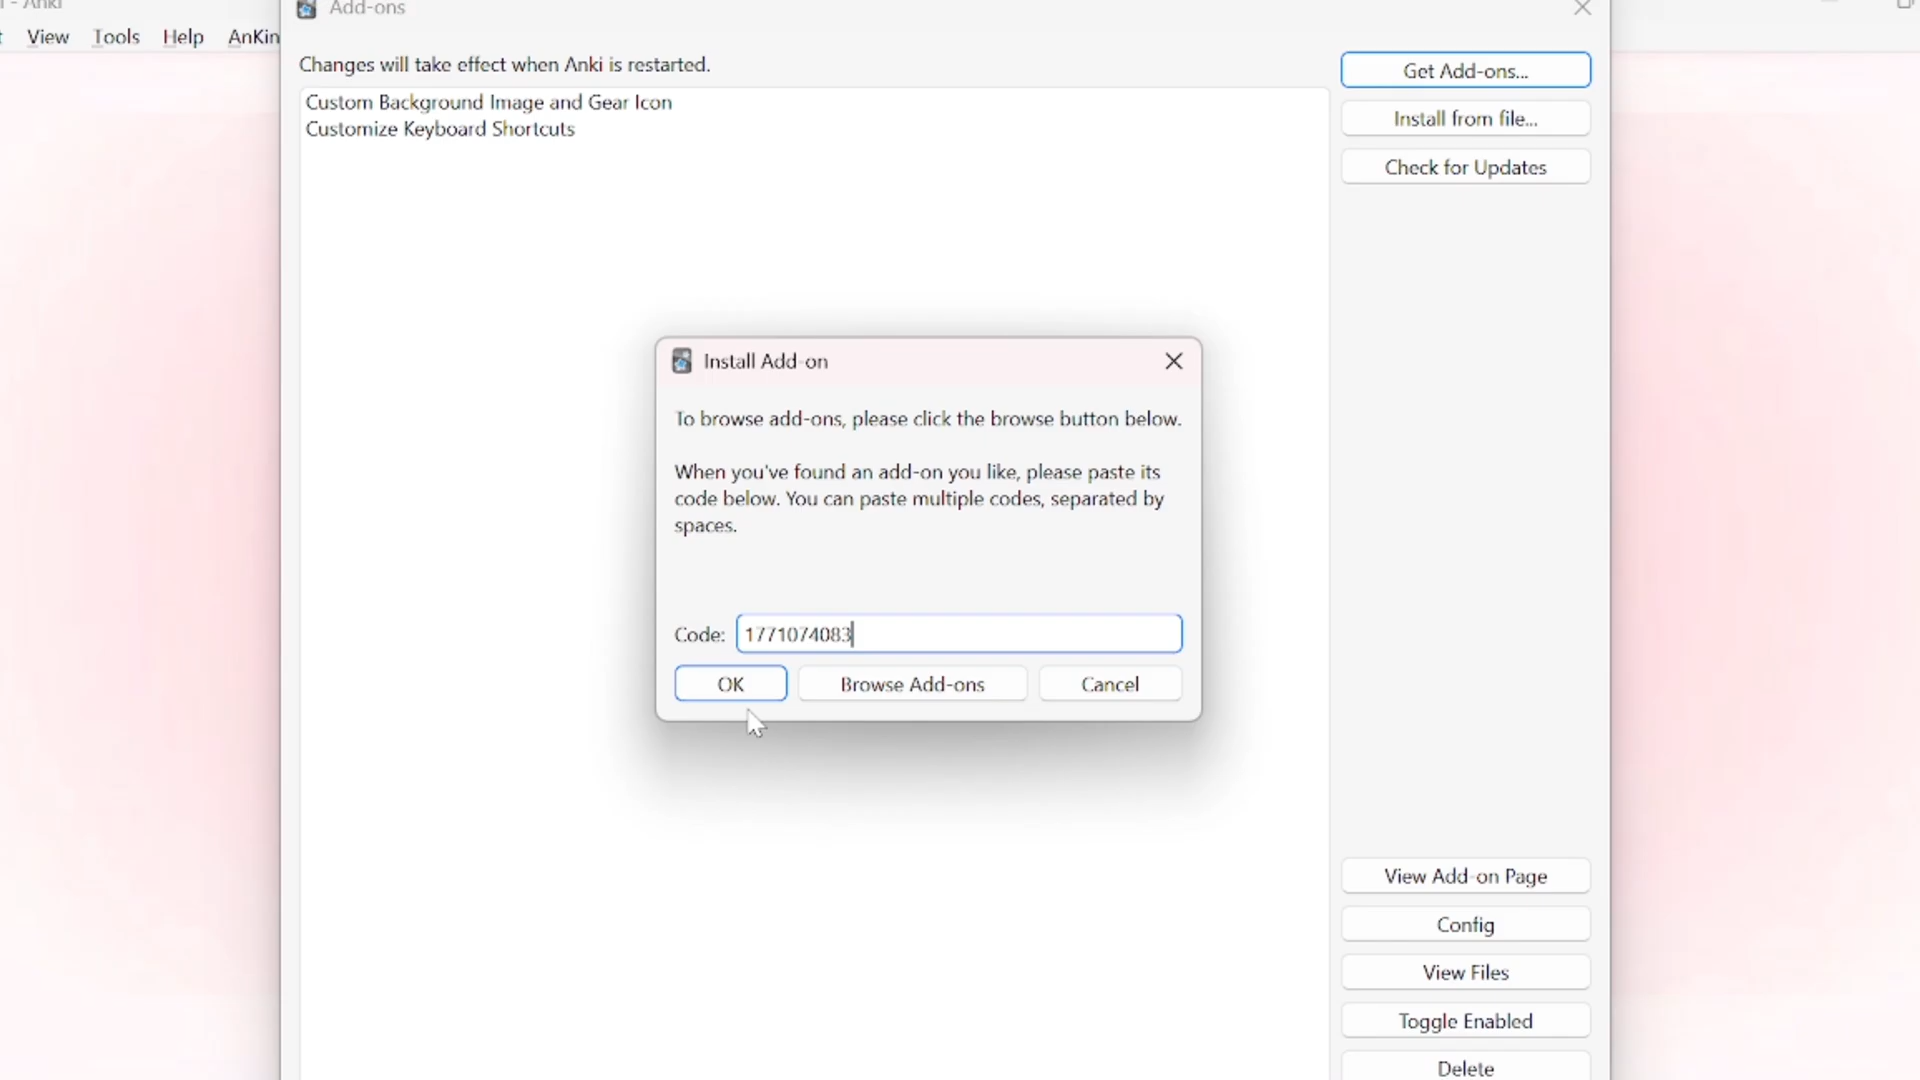 - Anki
Add-ons
View Tools Help AnKin
Changes will take effect when Anki is restarted.
Get Add-ons...
Custom Background Image and Gear Icon
Customize Keyboard Shortcuts
Install from file...
Check for Updates
Install Add-on
To browse add-ons, please click the browse button below.
When you've found an add-on you like, please paste its
code below. You can paste multiple codes, separated by
spaces.
Code: 1771074083
OK Browse Add-ons Cancel
View Add-on Page
Config
View Files
Toggle Enabled
Delete